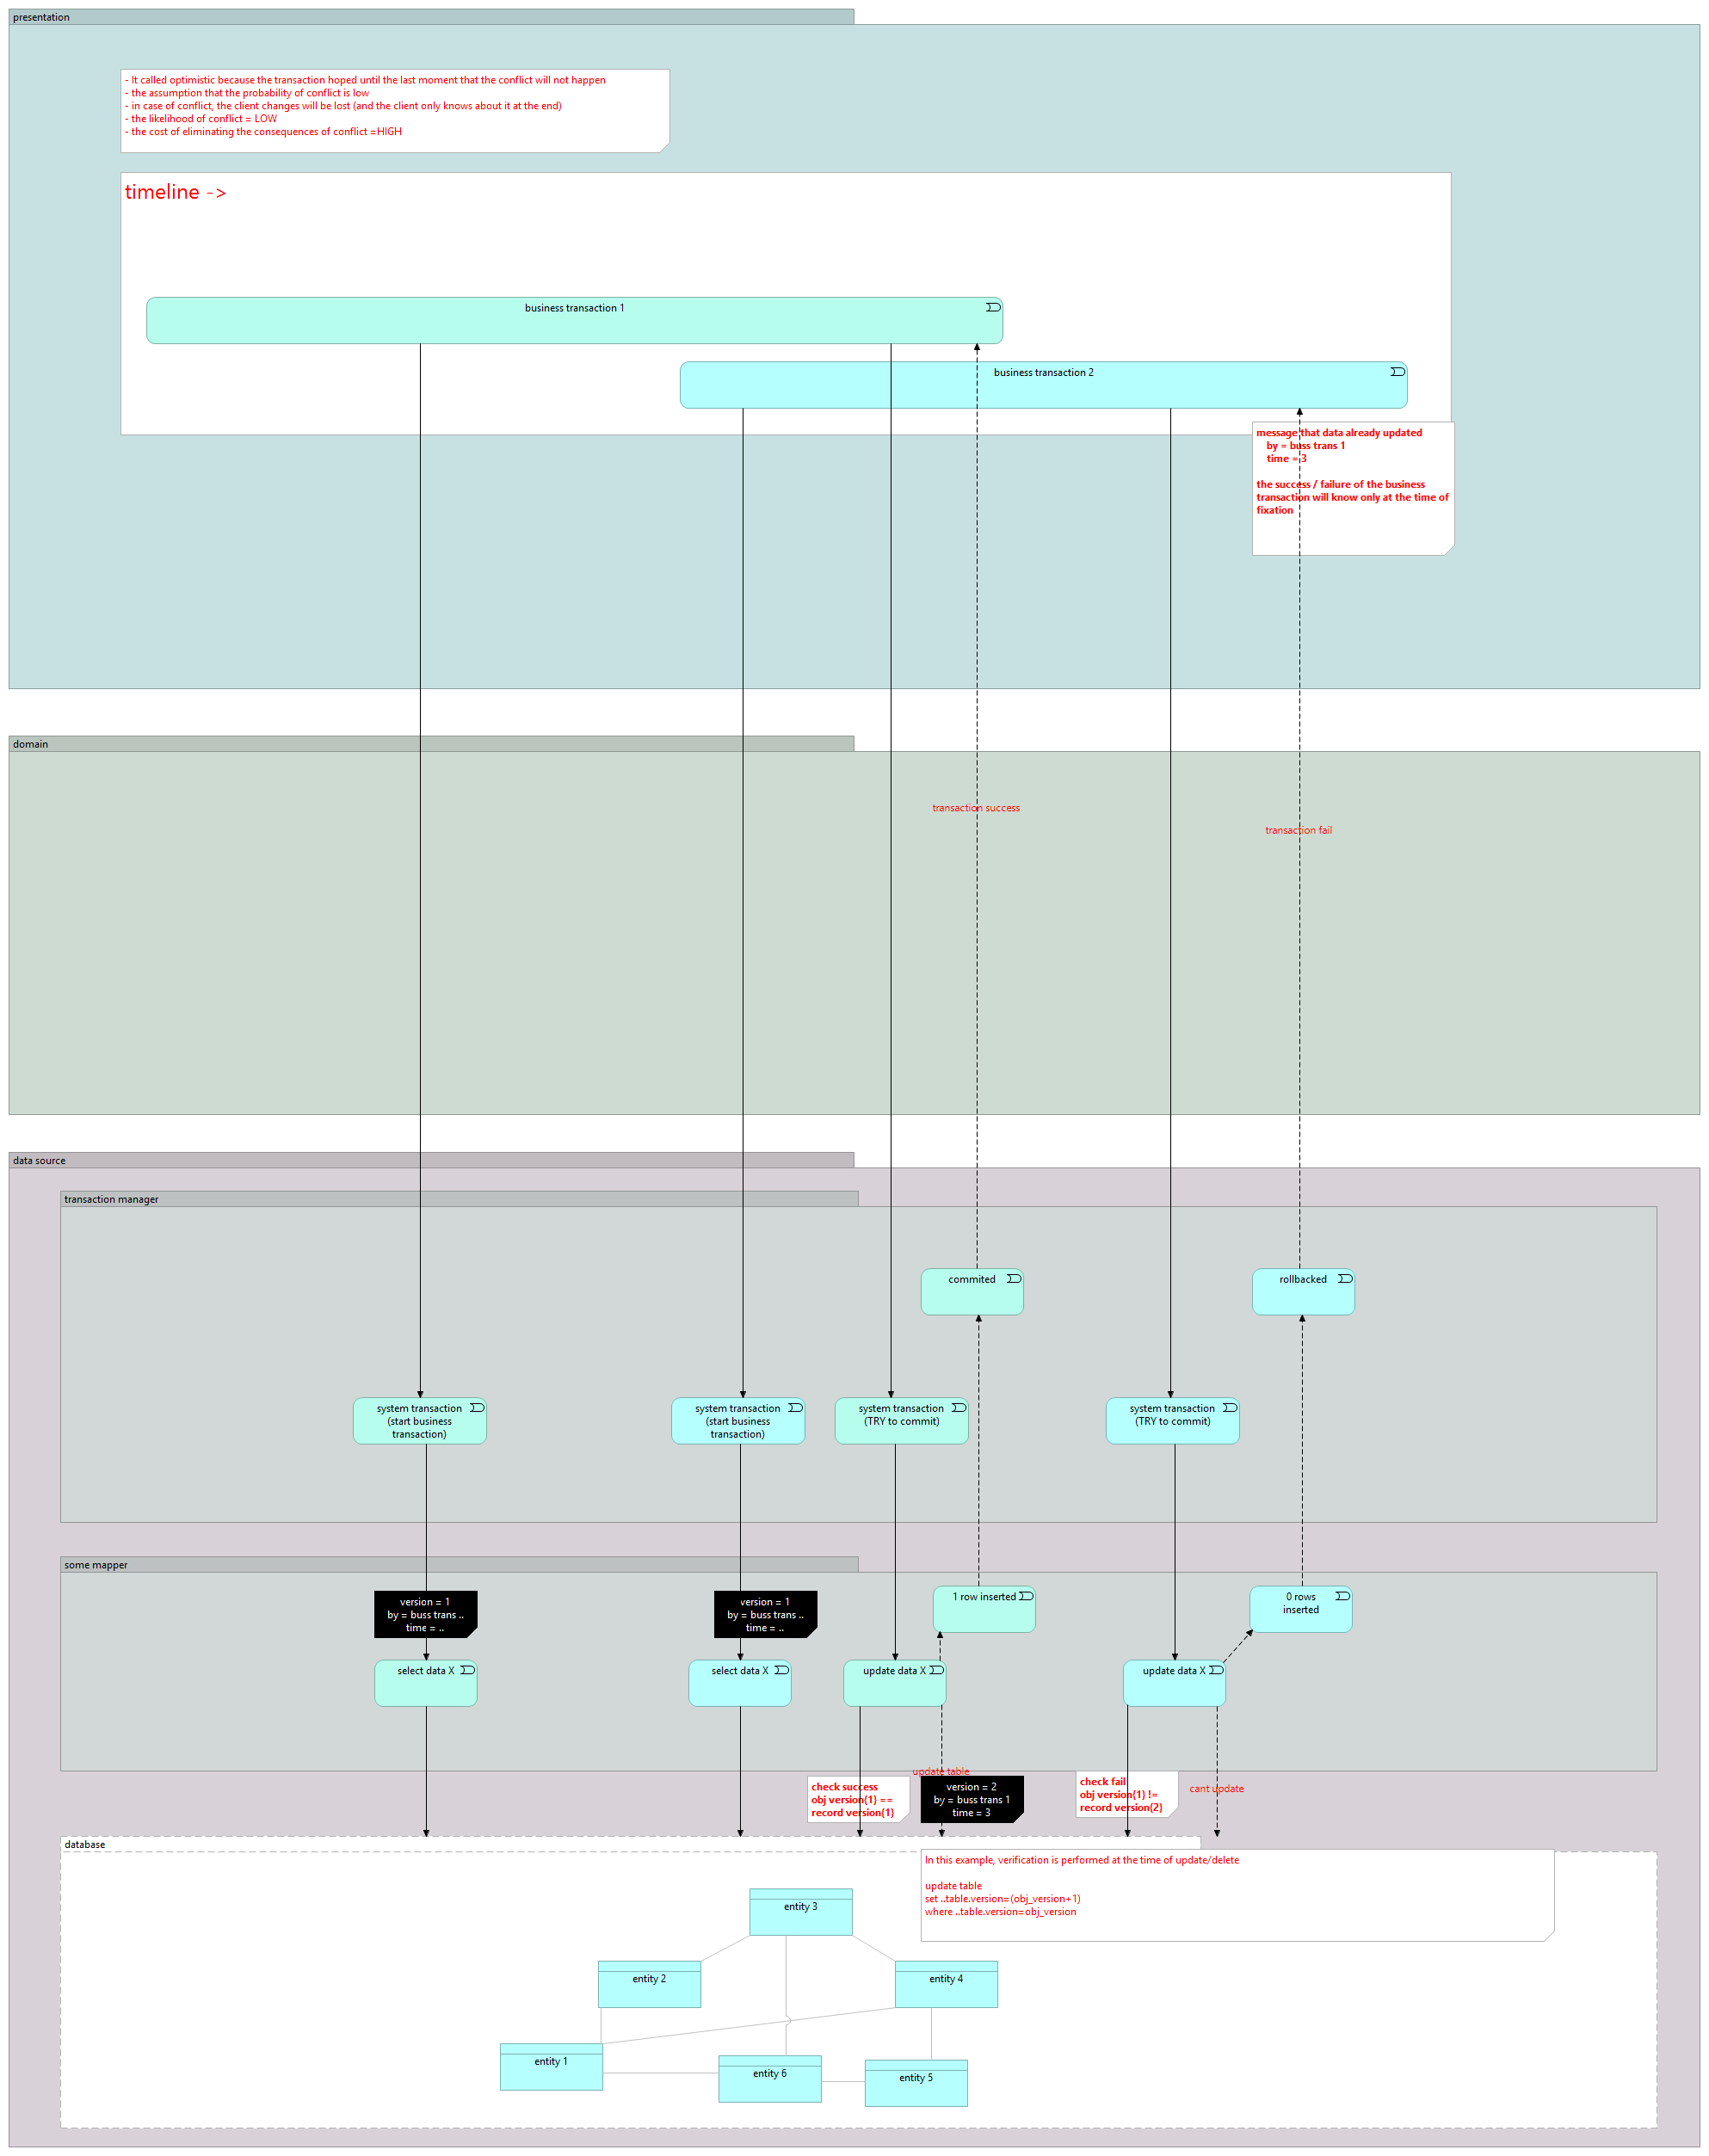 presentation
- It called optimistic because the transaction hoped until the last moment that the conflict will not happen
- the assumption that the probability of conflict is low
- in case of conflict, the client changes will be lost (and the client only knows about it at the end)
- the likelihood of conflict = LOW
- the cost of eliminating the consequences of conflict =HIGH
timeline ->
business transaction 1
business transaction 2
message that data already updated
by = buss trans 1
time = 3
the success / failure of the business
transaction will know only at the time of
fixation
domain
transaction success
transaction fail
data source
transaction manager
commited
rollbacked
system transaction
(start business
transaction)
system transaction
(start business
transaction)
system transaction
(TRY to commit)
system transaction
(TRY to commit)
some mapper
version = 1
by = buss trans ..
time = ..
version = 1
by = buss trans ..
time = ..
1 row inserted
0 rows
inserted
select data X
select data X
update data X
update data X
update table
check success
obj version(1) ==
record version(1)
version = 2
by = buss trans 1
time = 3
check fail
obj version(1) !=
record version(2)
cant update
database
In this example, verification is performed at the time of update/delete
update table
set ..table.version=(obj_version+1)
where ..table.version=obj_version
entity 3
entity 2
entity 4
entity 1
entity 6
entity 5